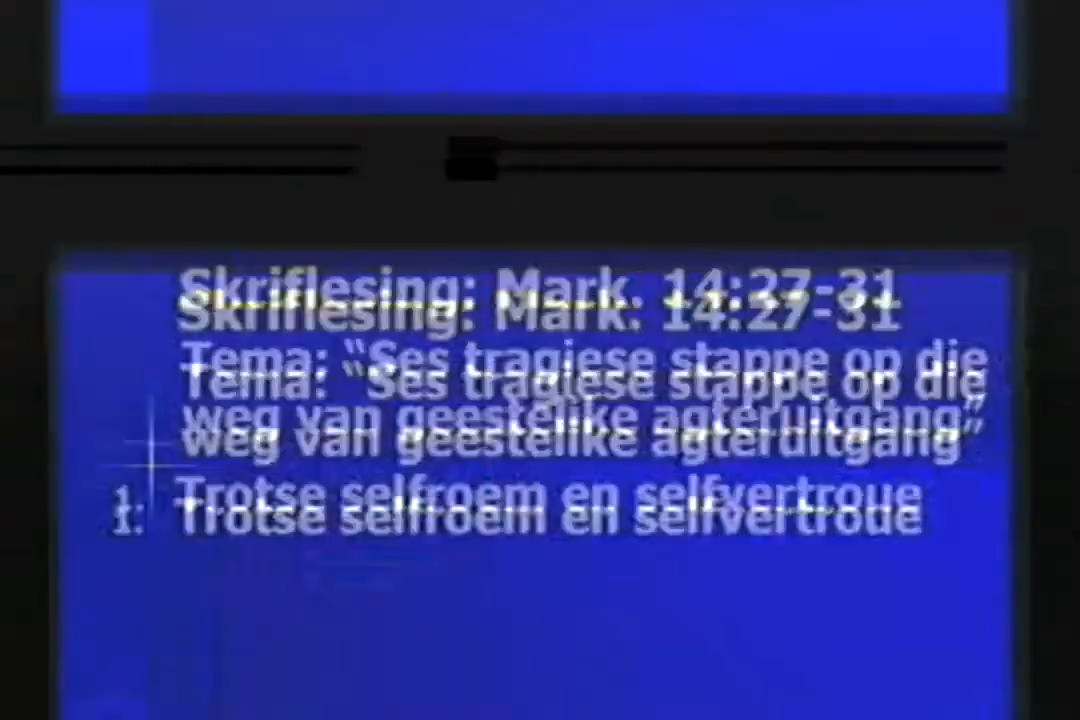 Skriflesing: Mark. 14:27-31
Tema: “Ses tragiese stappe op die
weg van geestelike agteruitgang”
1: Trotse selfroem en selfvertroue